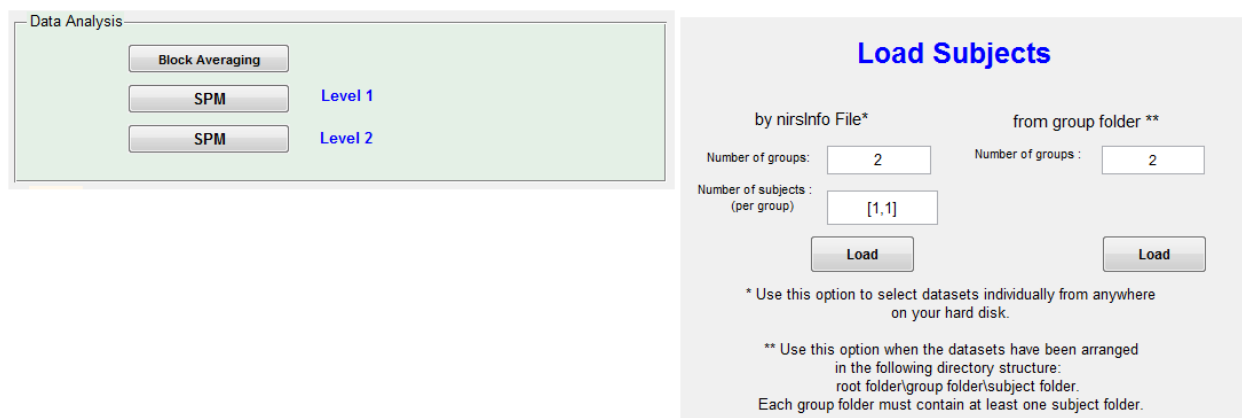 Data Analysis
Block Averaging
SPM Level 1
SPM Level 2
Load Subjects
by nirsInfo File* from group folder **
Number of groups: 2 Number of groups : 2
Number of subjects :
(per group) [1,1]
Load Load
* Use this option to select datasets individually from anywhere
on your hard disk.
** Use this option when the datasets have been arranged
in the following directory structure:
root folder\group folder\subject folder.
Each group folder must contain at least one subject folder.